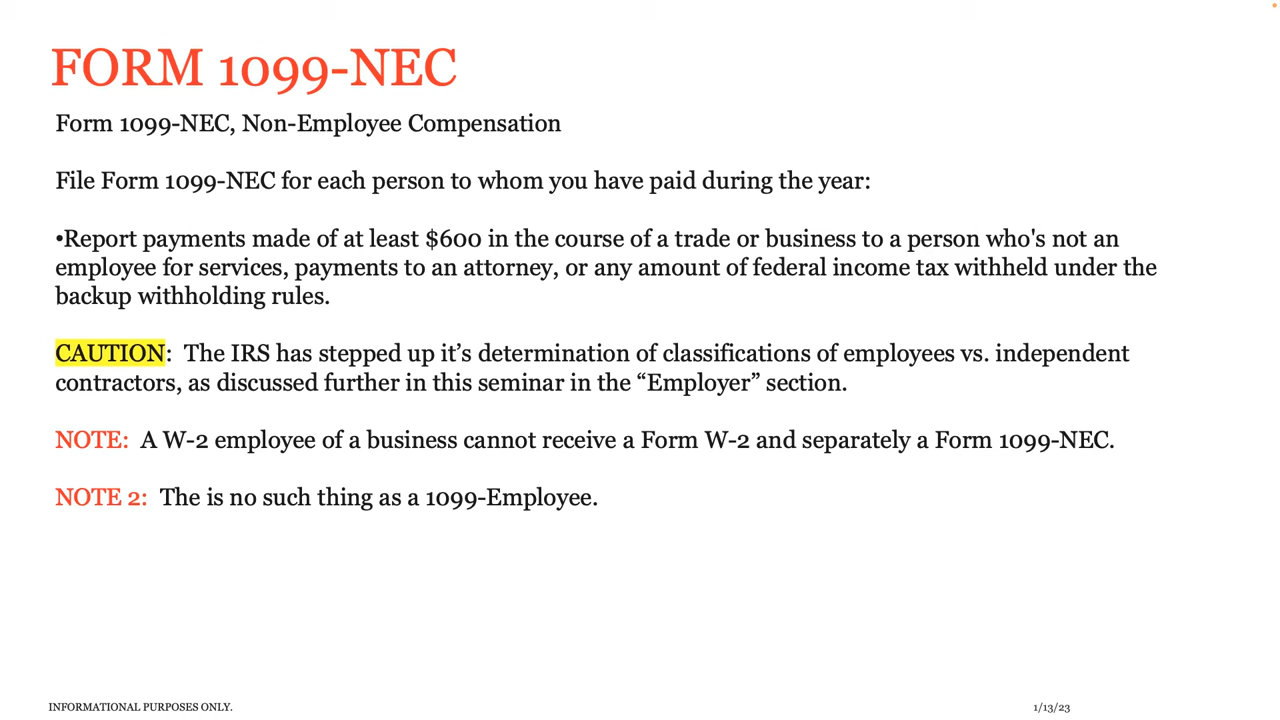 FORM 1099-NEC
Form 1099-NEC, Non-Employee Compensation
File Form 1099-NEC for each person to whom you have paid during the year:
•Report payments made of at least $600 in the course of a trade or business to a person who's not an
employee for services, payments to an attorney, or any amount of federal income tax withheld under the
backup withholding rules.
CAUTION:  The IRS has stepped up it’s determination of classifications of employees vs. independent
contractors, as discussed further in this seminar in the “Employer” section.
NOTE:  A W-2 employee of a business cannot receive a Form W-2 and separately a Form 1099-NEC.
NOTE 2:  The is no such thing as a 1099-Employee.
INFORMATIONAL PURPOSES ONLY.
1/13/23